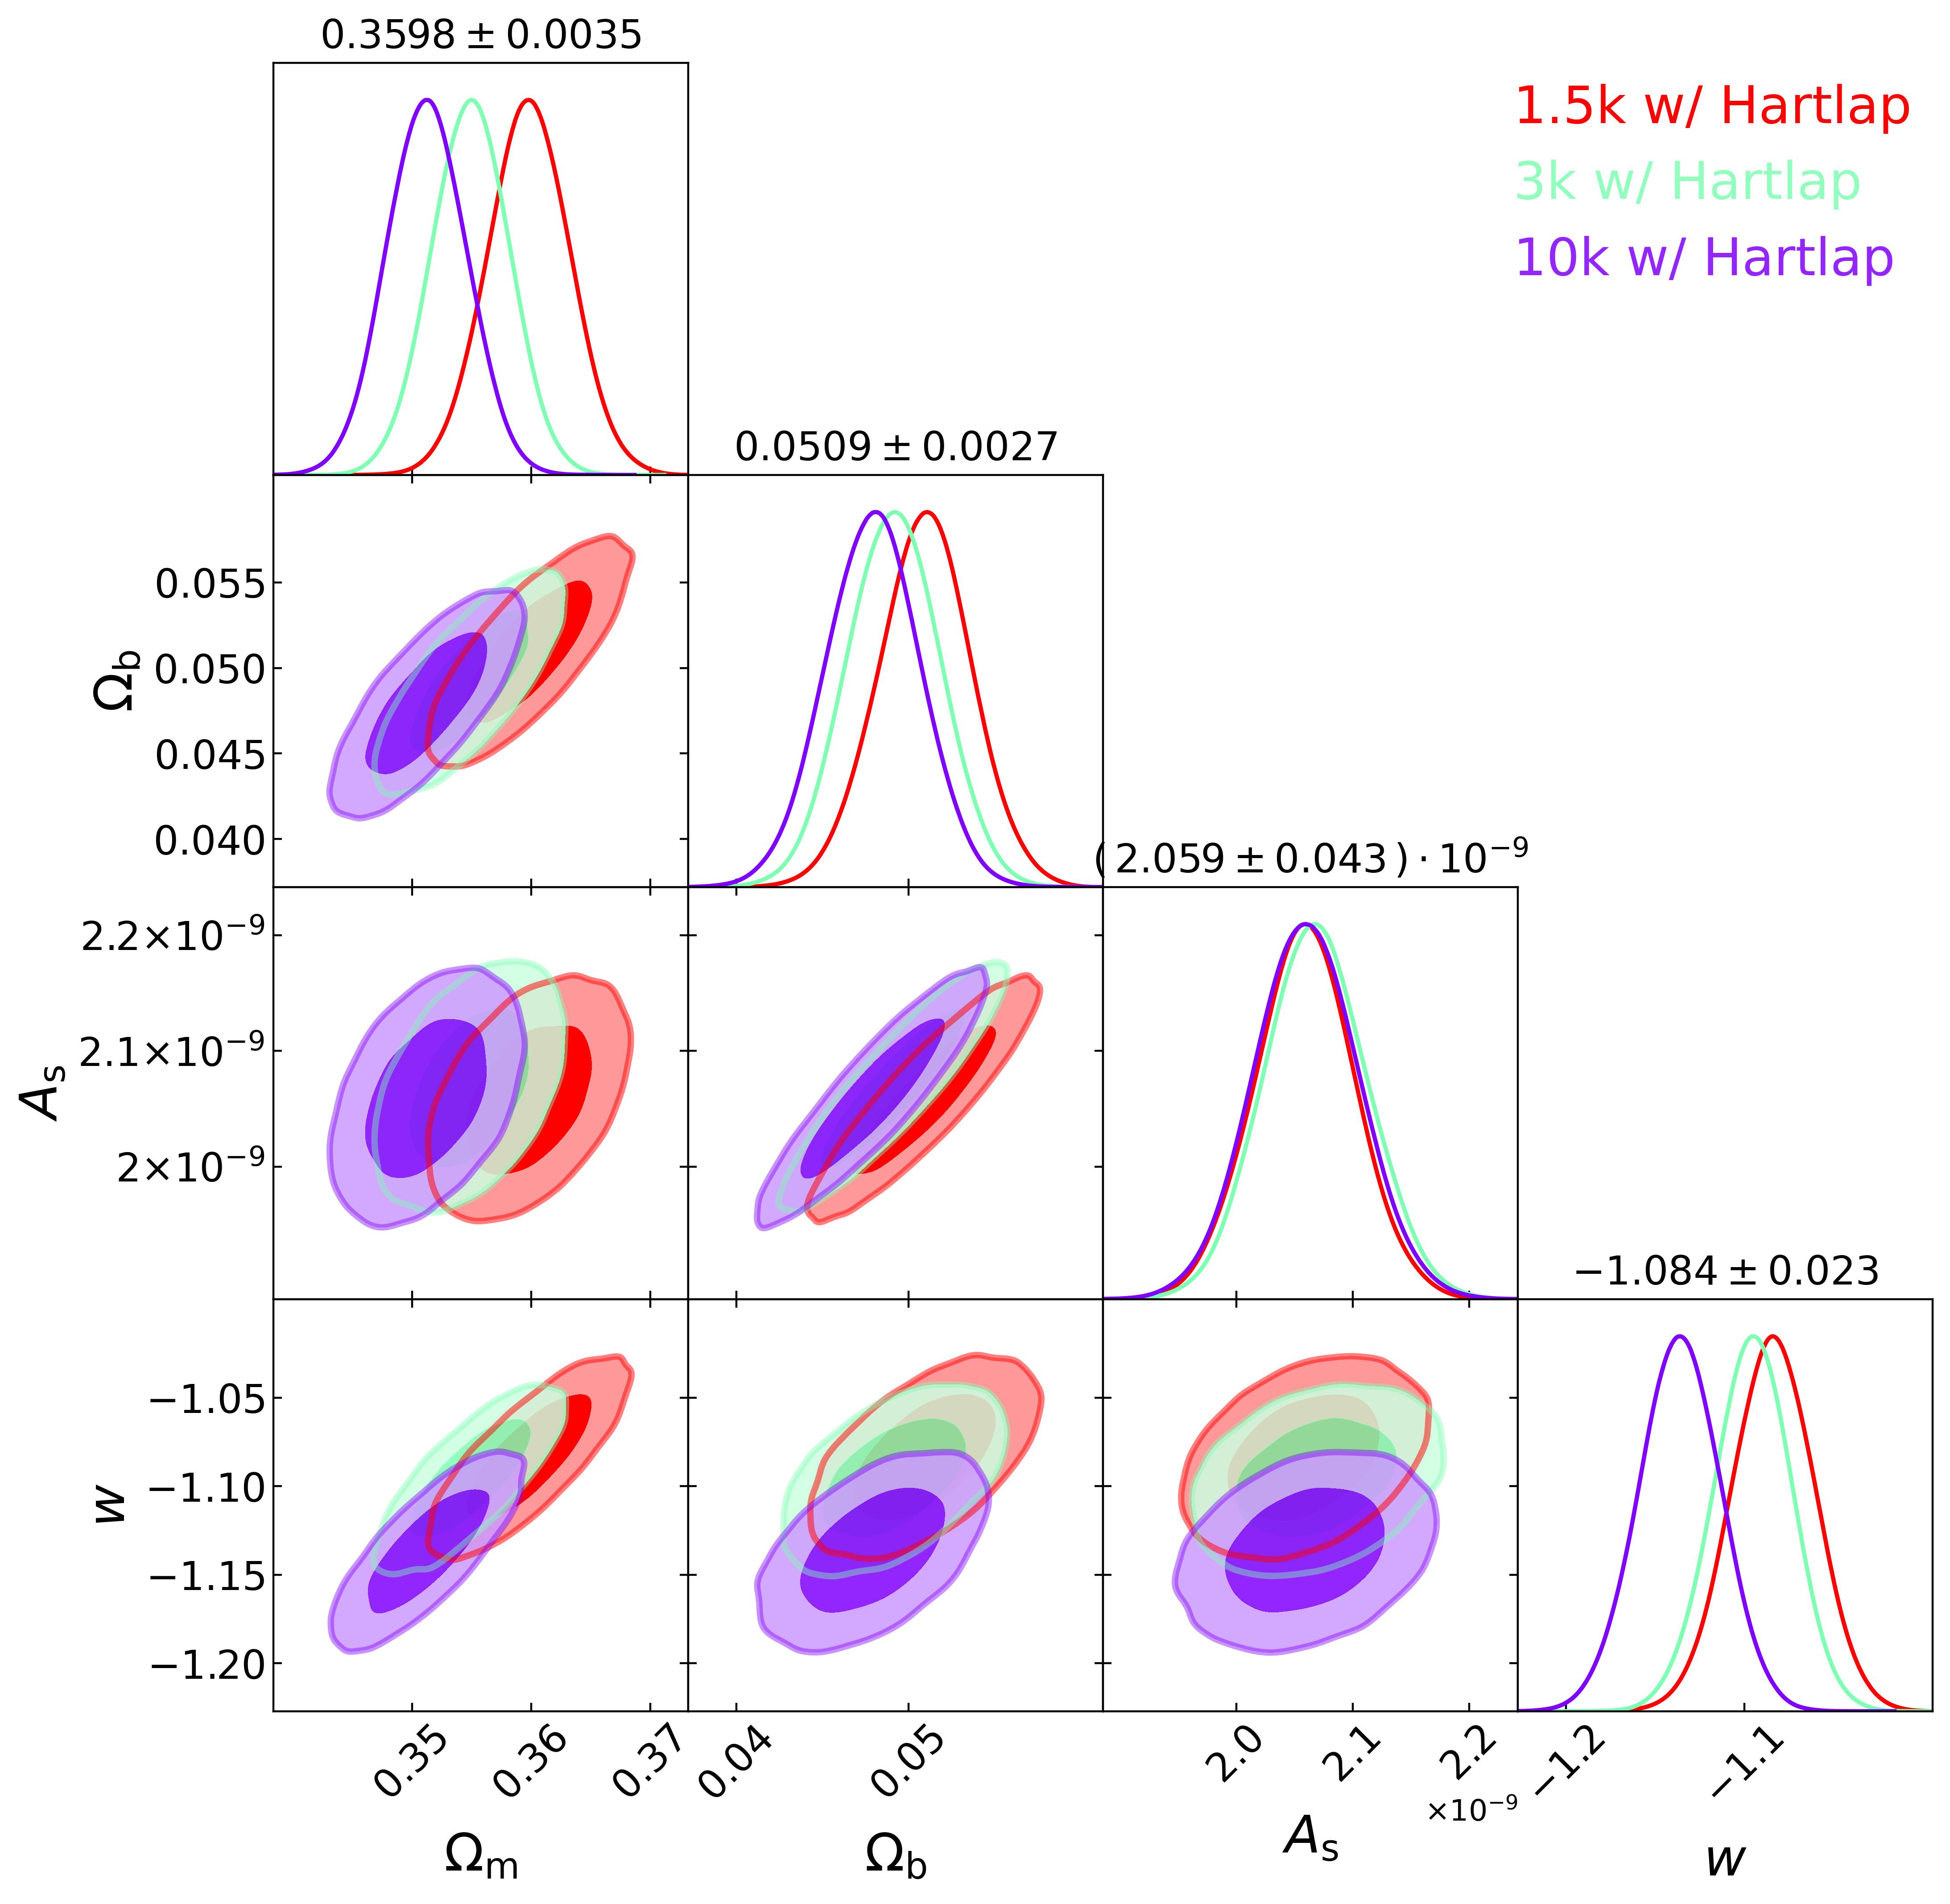 0.3598 ± 0.0035
1.5k w/ Hartlap
3k w/ Hartlap
10k w/ Hartlap
0.0509 ± 0.0027
0.055
0.050
0.045
0.040
Ω_b
(2.059 ± 0.043) · 10⁻⁹
2.2×10⁻⁹
2.1×10⁻⁹
2×10⁻⁹
A_s
−1.084 ± 0.023
−1.05
−1.10
−1.15
−1.20
w
0.35 0.36 0.37 0.04 0.05 2.0 2.1 2.2 −1.2 −1.1
×10⁻⁹
Ω_m Ω_b A_s w